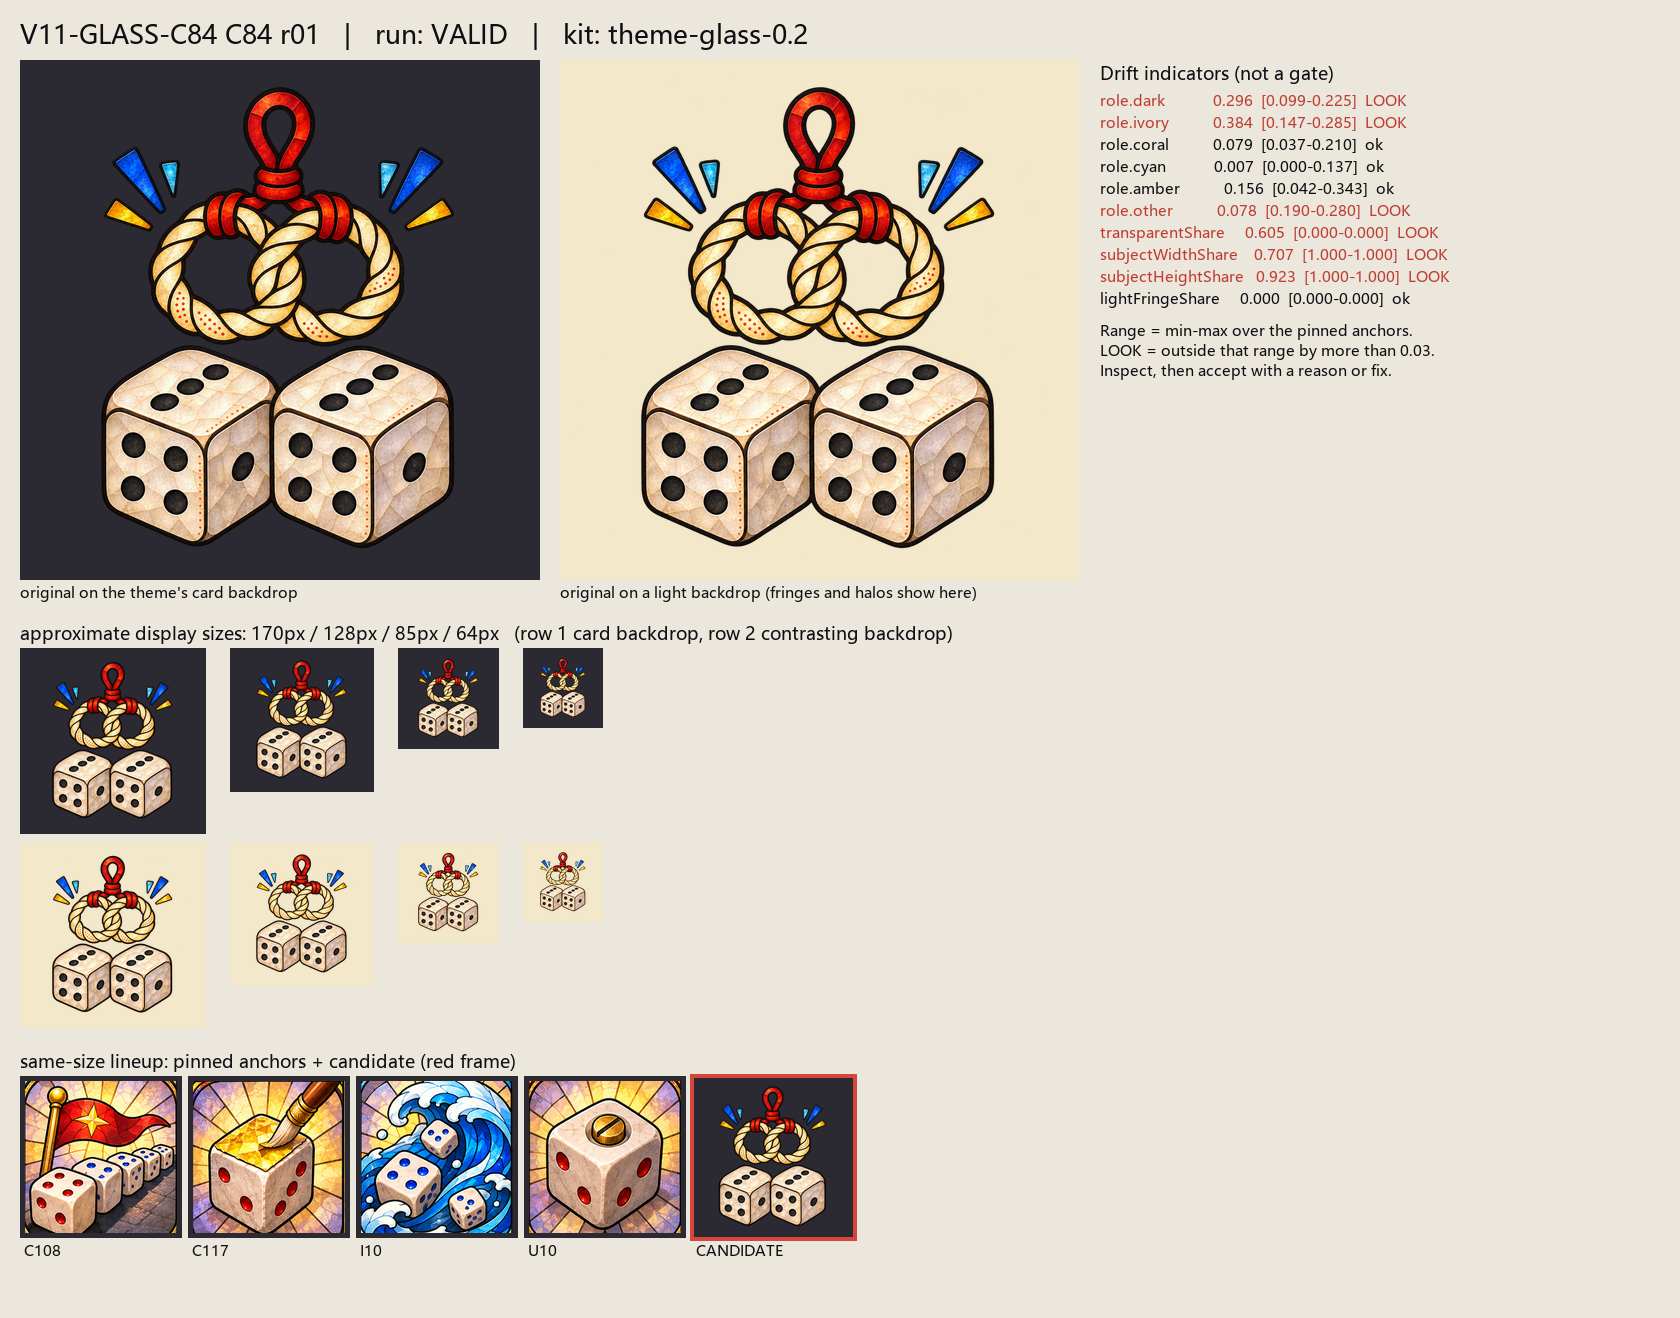 V11-GLASS-C84 C84 r01 | run: VALID | kit: theme-glass-0.2
Drift indicators (not a gate)
role.dark 0.296 [0.099-0.225] LOOK
role.ivory 0.384 [0.147-0.285] LOOK
role.coral 0.079 [0.037-0.210] ok
role.cyan 0.007 [0.000-0.137] ok
role.amber 0.156 [0.042-0.343] ok
role.other 0.078 [0.190-0.280] LOOK
transparentShare 0.605 [0.000-0.000] LOOK
subjectWidthShare 0.707 [1.000-1.000] LOOK
subjectHeightShare 0.923 [1.000-1.000] LOOK
lightFringeShare 0.000 [0.000-0.000] ok
Range = min-max over the pinned anchors.
LOOK = outside that range by more than 0.03.
Inspect, then accept with a reason or fix.
original on the theme's card backdrop
original on a light backdrop (fringes and halos show here)
approximate display sizes: 170px / 128px / 85px / 64px (row 1 card backdrop, row 2 contrasting backdrop)
same-size lineup: pinned anchors + candidate (red frame)
C108
C117
I10
U10
CANDIDATE